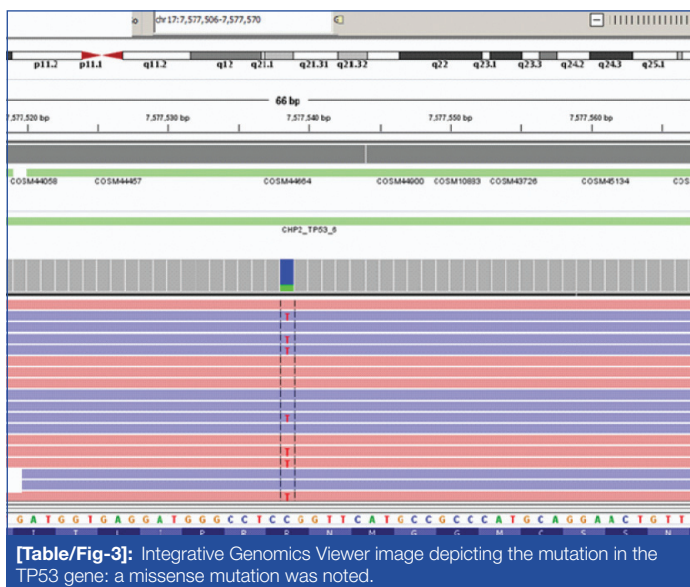 chr17:7,577,506-7,577,570
p11.2 p11.1 q11.2 q12 q21.1 q21.31 q21.32 q22 q23.1 q23.3 q24.2 q24.3 q25.1
66 bp
7,577,520 bp 7,577,530 bp 7,577,540 bp 7,577,550 bp 7,577,560 bp
COSM44058 COSM44457 COSM44664 COSM44900 COSM10883 COSM43726 COSM45134 COS
CHP2_TP53_6
T
T
T
T
T
T
T
G A T G G T G A G G A T G G G C C T C C G G T T C A T G C C G C C C A T G C A G G A A C T G T T
I T L I P R R N M G G M C S S N
[Table/Fig-3]: Integrative Genomics Viewer image depicting the mutation in the
TP53 gene: a missense mutation was noted.